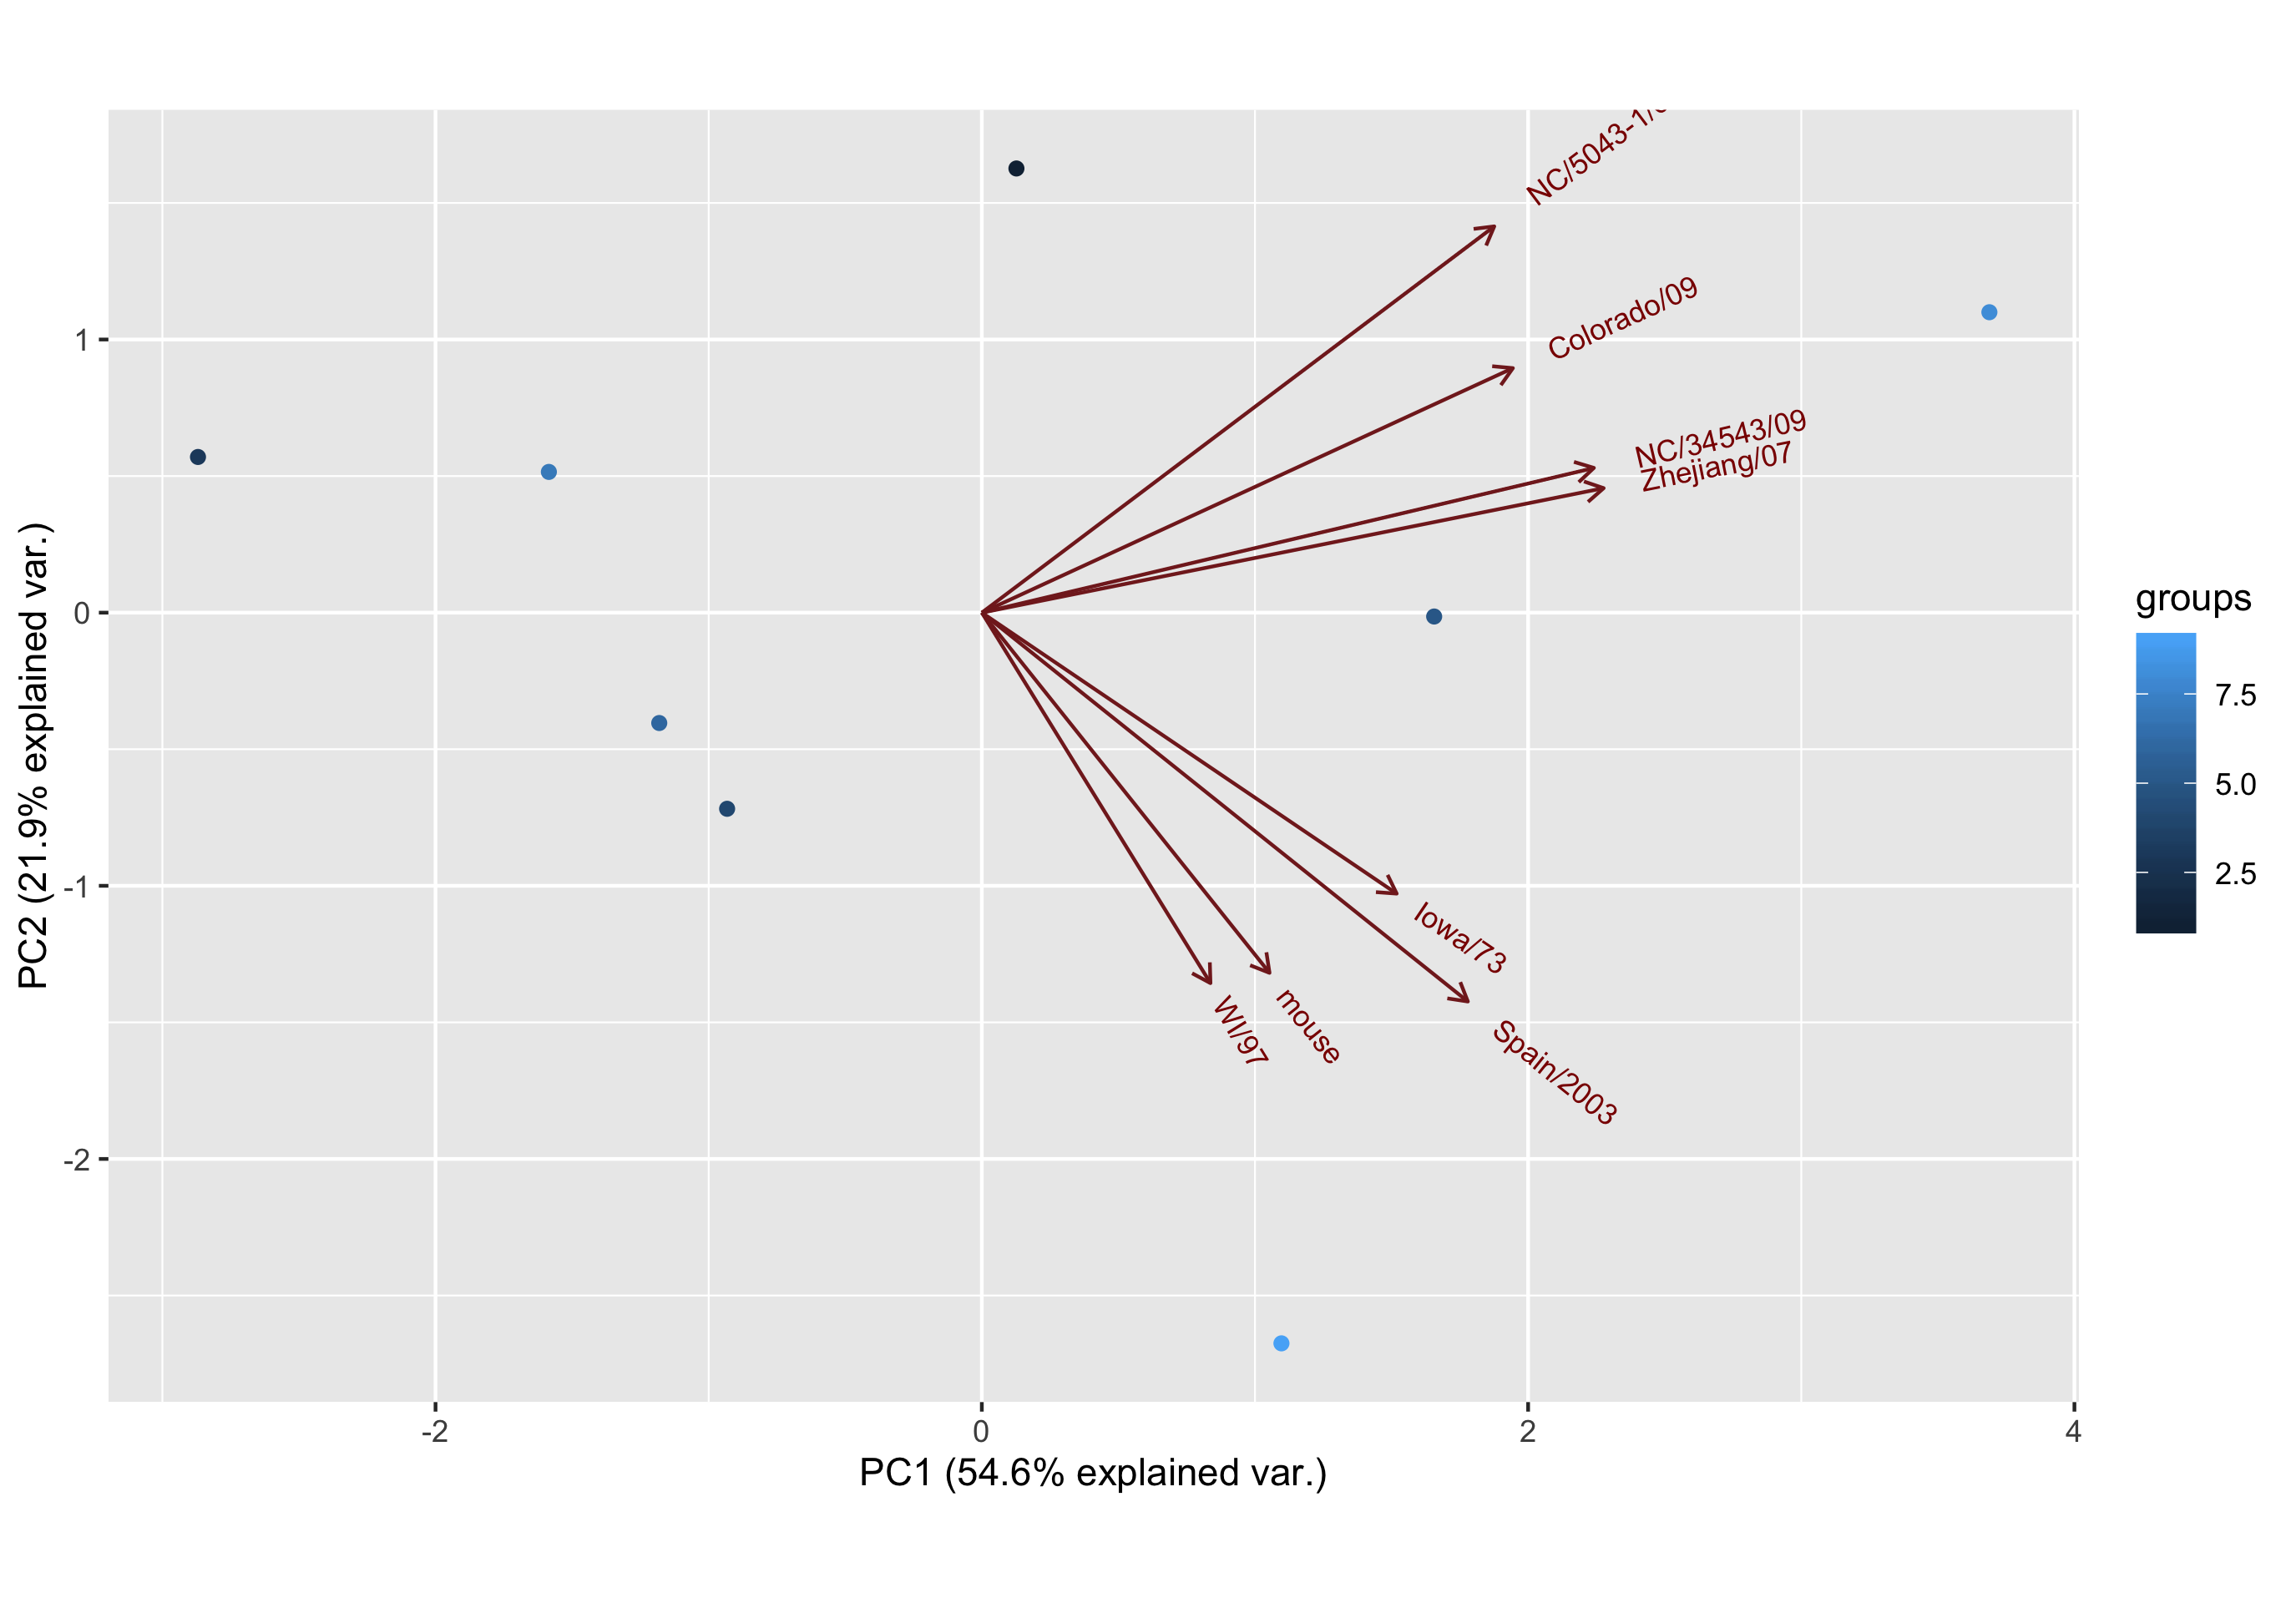 NC/5043-1/
Colorado/09
NC/34543/09
Zhejiang/07
Iowa/73
mouse
WI/97
Spain/2003
1
0
-1
-2
-2
0
2
4
PC1 (54.6% explained var.)
PC2 (21.9% explained var.)
groups
7.5
5.0
2.5